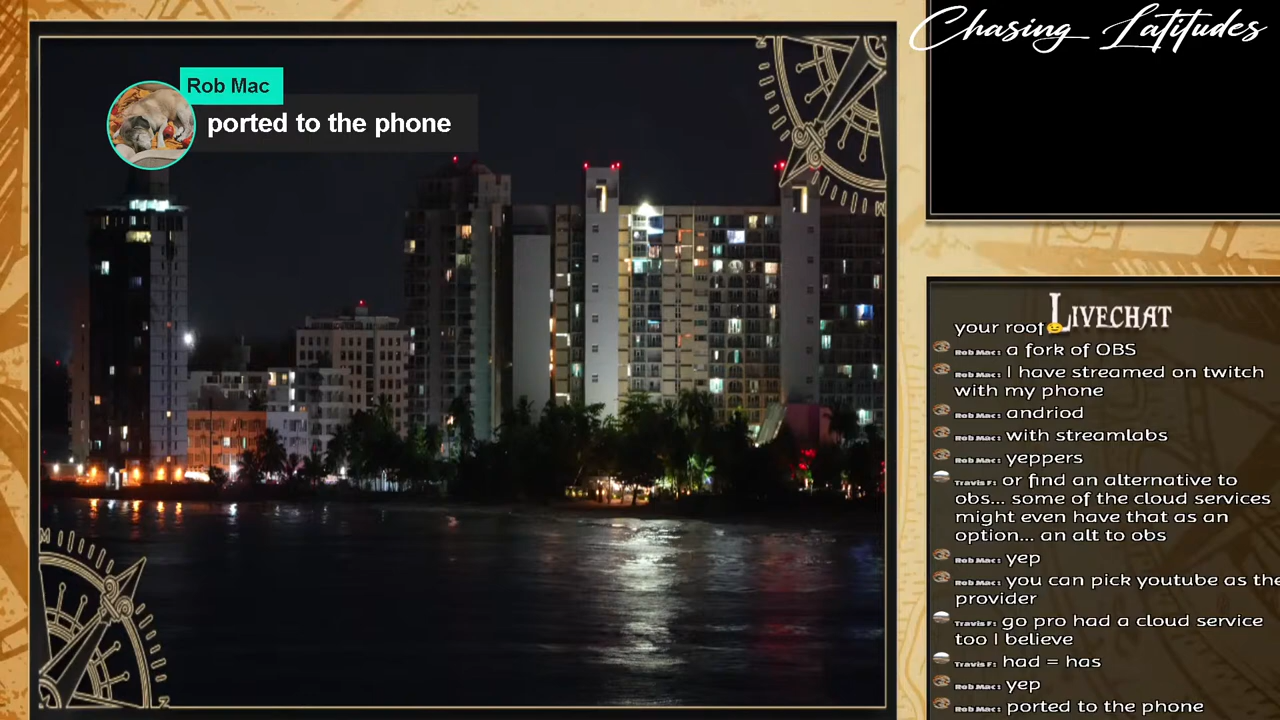 Chasing Latitudes
Rob Mac
ported to the phone
LIVECHAT
your root😉
Rob Mac: a fork of OBS
Rob Mac: I have streamed on twitch
with my phone
Rob Mac: andriod
Rob Mac: with streamlabs
Rob Mac: yeppers
Travis F: or find an alternative to
obs... some of the cloud services
might even have that as an
option... an alt to obs
Rob Mac: yep
Rob Mac: you can pick youtube as the
provider
Travis F: go pro had a cloud service
too I believe
Travis F: had = has
Rob Mac: yep
Rob Mac: ported to the phone